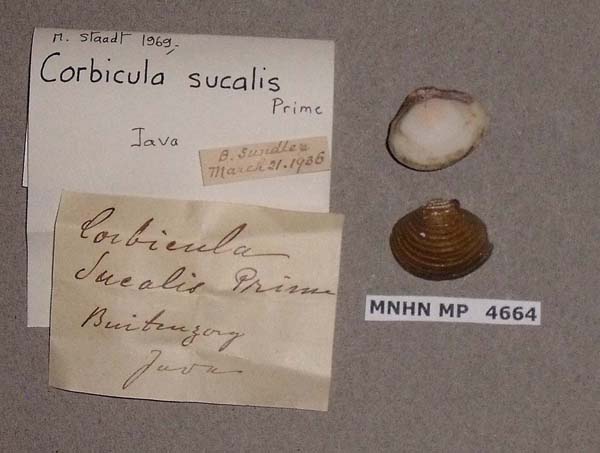 M. Staadt 1969,
Corbicula sucalis
Prime
Java
B. Sundler
March 21. 1936
Corbicula
Sucalis Prime
Buitenzorg
Java
MNHN MP 4664